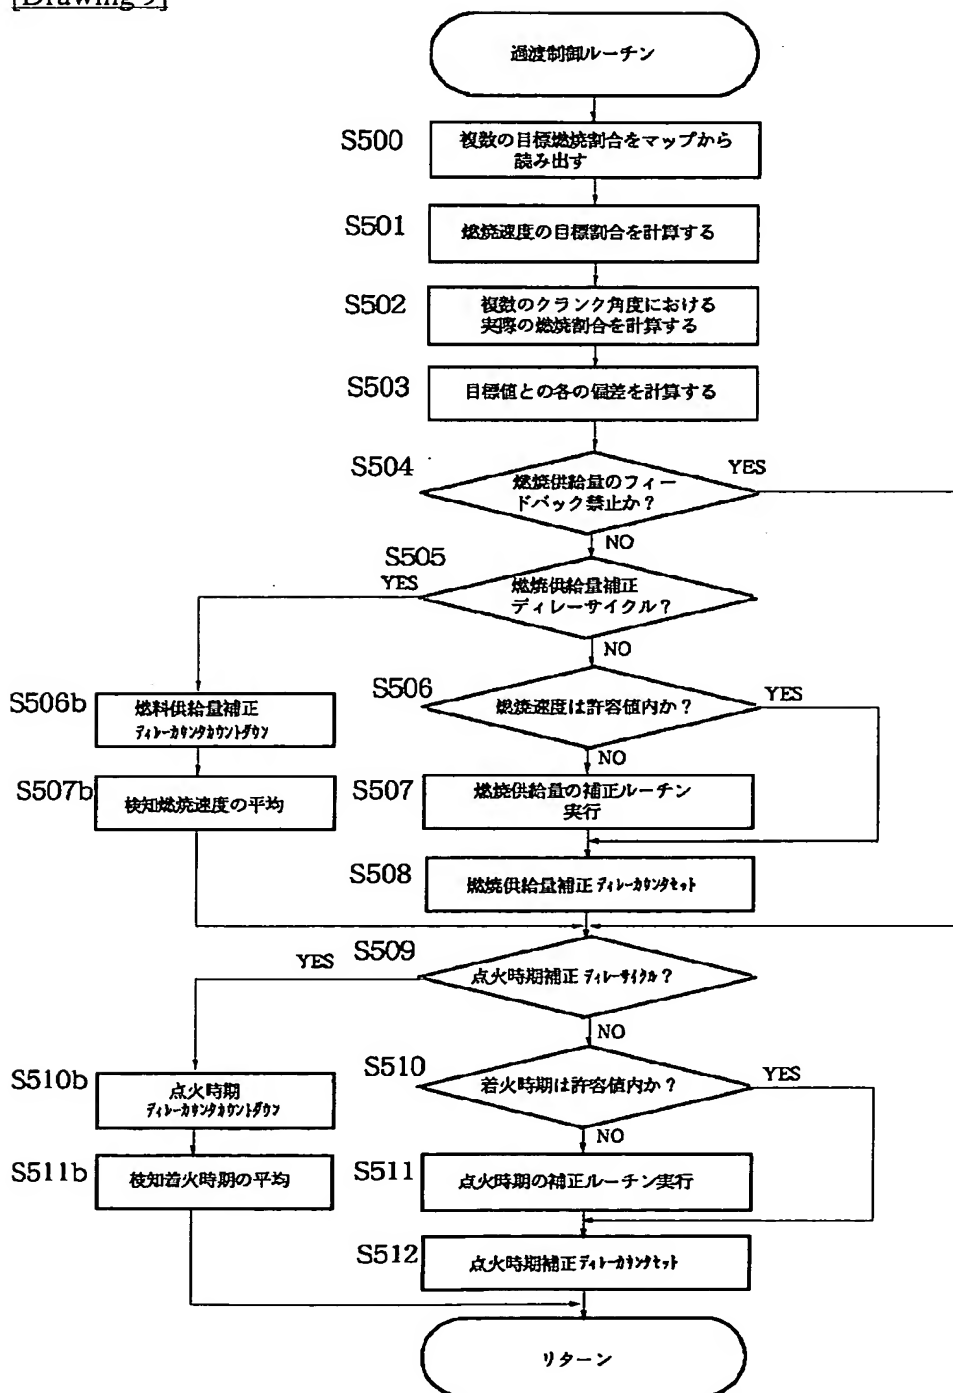 [Drawing 9]
過渡制御ルーチン
S500
複数の目標燃焼割合をマップから
読み出す
S501
燃焼速度の目標割合を計算する
S502
複数のクランク角度における
実際の燃焼割合を計算する
S503
目標値との各の偏差を計算する
S504
YES
燃焼供給量のフィー
ドバック禁止か？
NO
S505
YES
燃焼供給量補正
ディレーサイクル？
NO
S506b
燃料供給量補正
ディレーカウンタカウントダウン
S506
燃焼速度は許容値内か？
YES
NO
S507b
検知燃焼速度の平均
S507
燃焼供給量の補正ルーチン
実行
S508
燃焼供給量補正ディレーカウンタセット
S509
YES
点火時期補正ディレーサイクル？
NO
S510b
点火時期
ディレーカウンタカウントダウン
S510
着火時期は許容値内か？
YES
NO
S511b
検知着火時期の平均
S511
点火時期の補正ルーチン実行
S512
点火時期補正ディレーカウンタセット
リターン